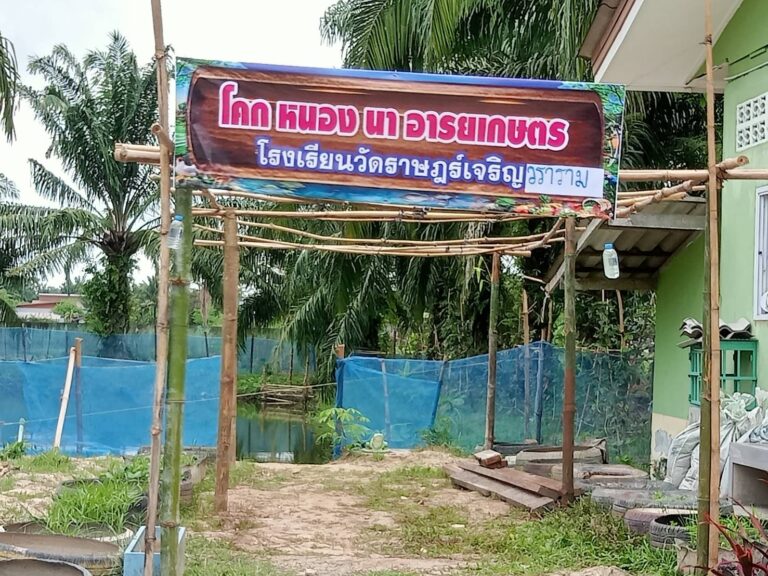 โคก หนอง นา อารยเกษตร
โรงเรียนวัดราษฎร์เจริญวราราม